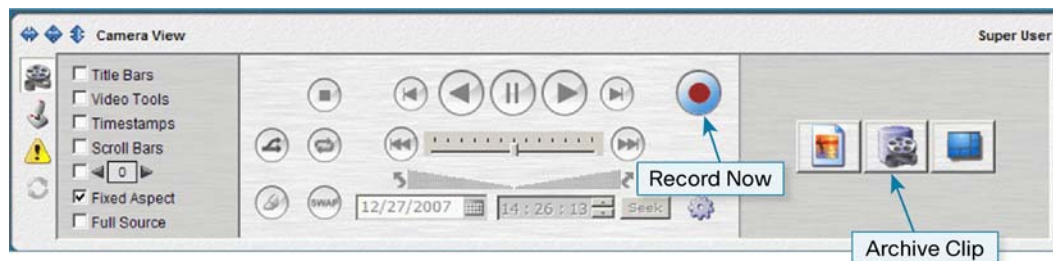 Camera View
Super User
Title Bars
Video Tools
Timestamps
Scroll Bars
0
Fixed Aspect
Full Source
SWAP
12/27/2007
14:26:13
Seek
Record Now
Archive Clip